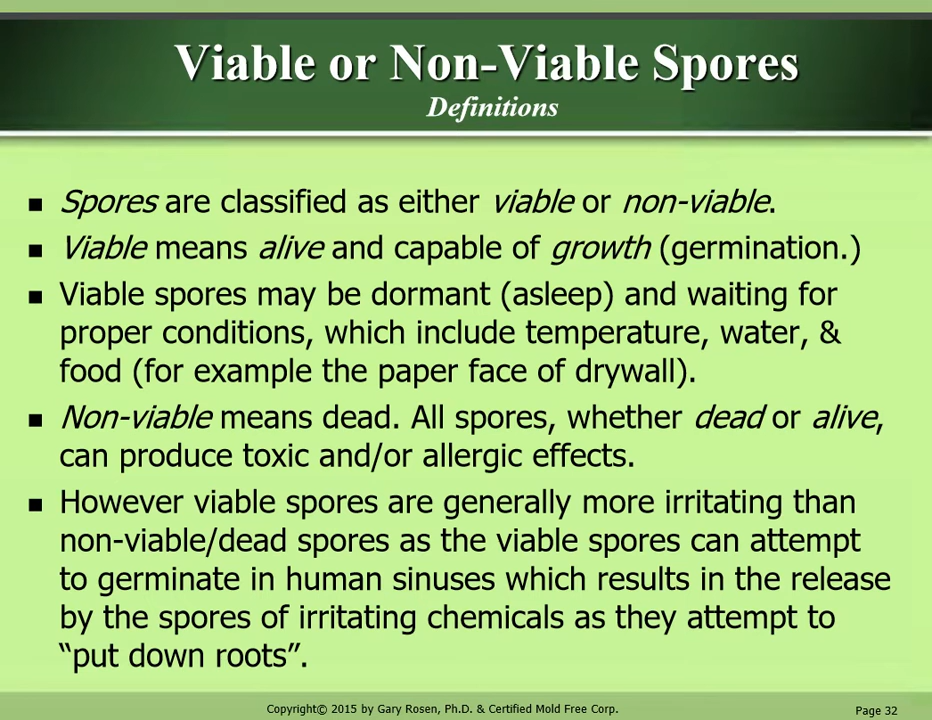 Viable or Non-Viable Spores
Definitions
■ Spores are classified as either viable or non-viable.
■ Viable means alive and capable of growth (germination.)
■ Viable spores may be dormant (asleep) and waiting for
proper conditions, which include temperature, water, &
food (for example the paper face of drywall).
■ Non-viable means dead. All spores, whether dead or alive,
can produce toxic and/or allergic effects.
■ However viable spores are generally more irritating than
non-viable/dead spores as the viable spores can attempt
to germinate in human sinuses which results in the release
by the spores of irritating chemicals as they attempt to
“put down roots”.
Copyright© 2015 by Gary Rosen, Ph.D. & Certified Mold Free Corp.
Page 32